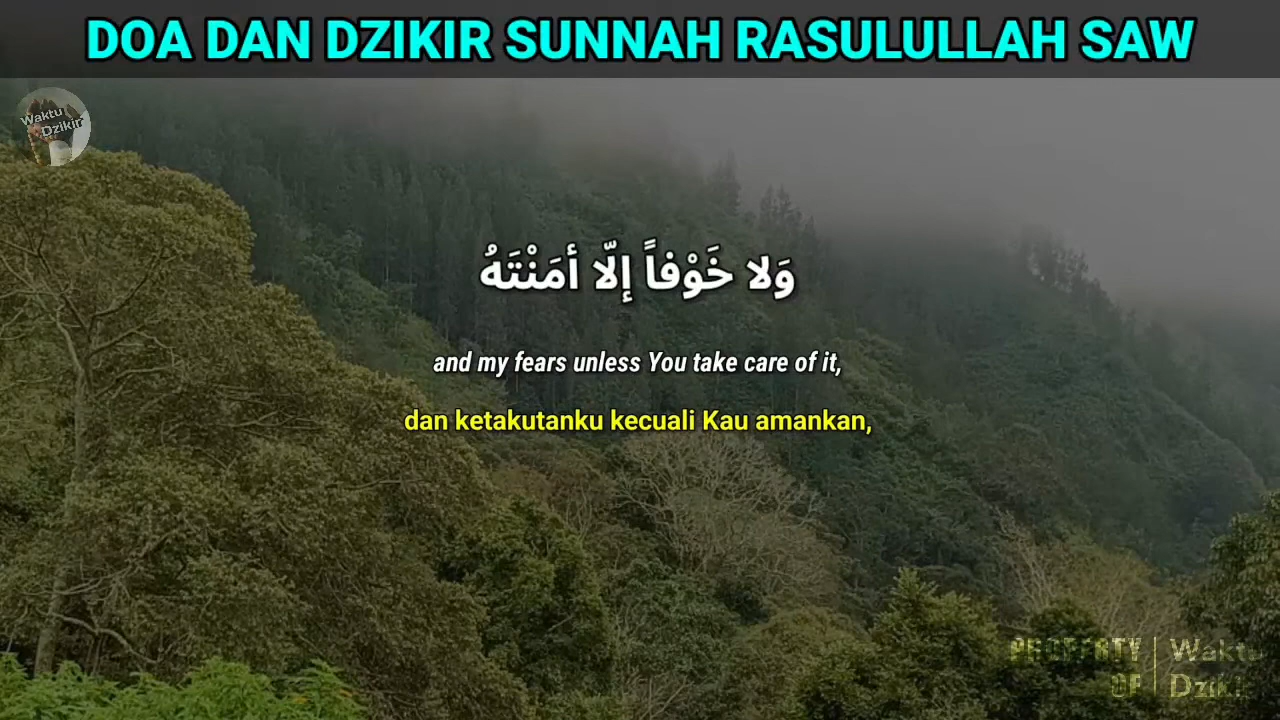 DOA DAN DZIKIR SUNNAH RASULULLAH SAW
Waktu
Dzikir
وَلا خَوْفاً إلّا أمَنْتَهُ
and my fears unless You take care of it,
dan ketakutanku kecuali Kau amankan,
PROPERTY OF
Waktu
Dzikir